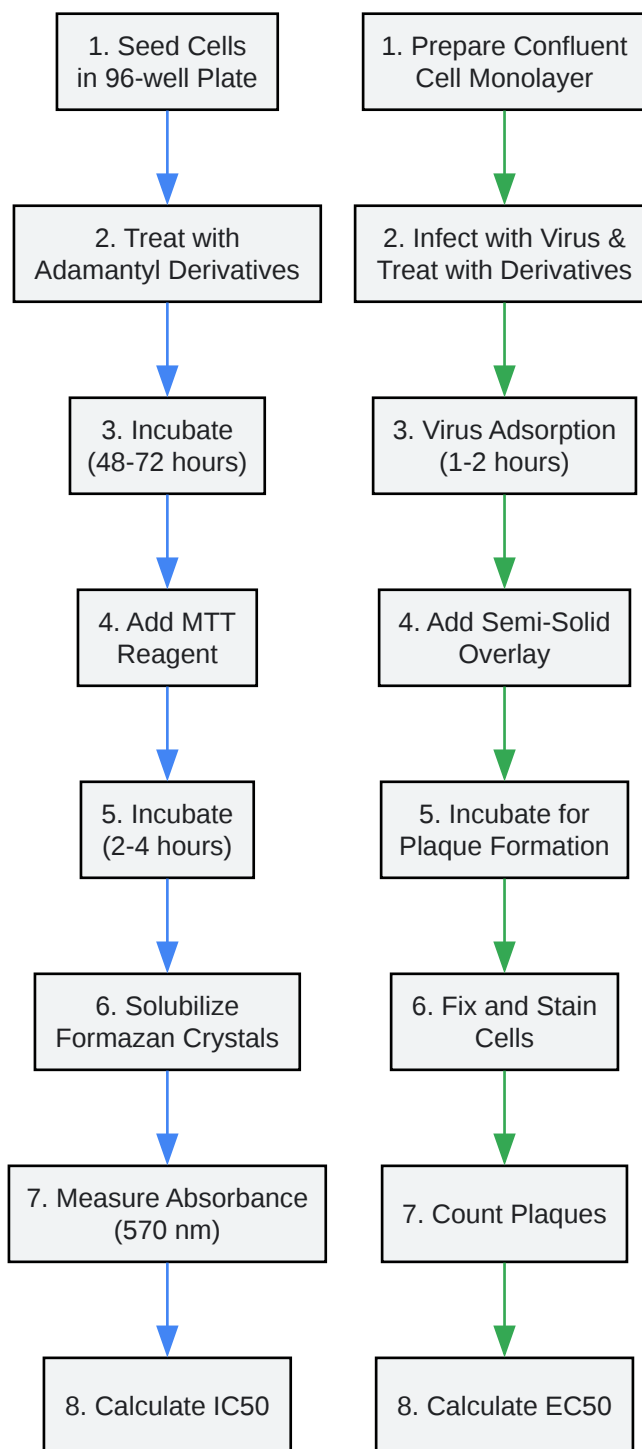 1. Seed Cells
in 96-well Plate
2. Treat with
Adamantyl Derivatives
3. Incubate
(48-72 hours)
4. Add MTT
Reagent
5. Incubate
(2-4 hours)
6. Solubilize
Formazan Crystals
7. Measure Absorbance
(570 nm)
8. Calculate IC50
1. Prepare Confluent
Cell Monolayer
2. Infect with Virus &
Treat with Derivatives
3. Virus Adsorption
(1-2 hours)
4. Add Semi-Solid
Overlay
5. Incubate for
Plaque Formation
6. Fix and Stain
Cells
7. Count Plaques
8. Calculate EC50